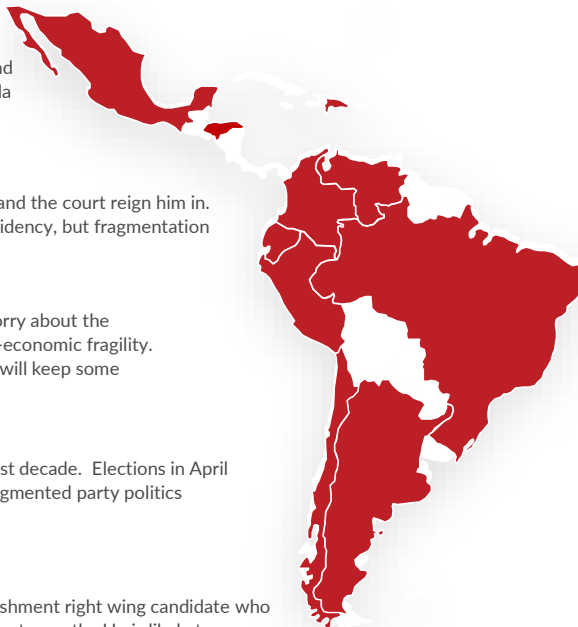 nd
la
and the court reign him in.
idency, but fragmentation
orry about the
-economic fragility.
will keep some
st decade. Elections in April
gmented party politics
shment right wing candidate who